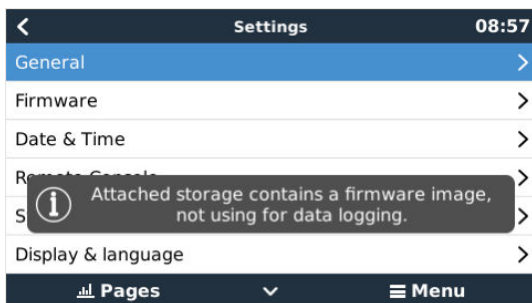 Settings
08:57
General
Firmware
Date & Time
Attached storage contains a firmware image,
not using for data logging.
Display & language
Pages
Menu